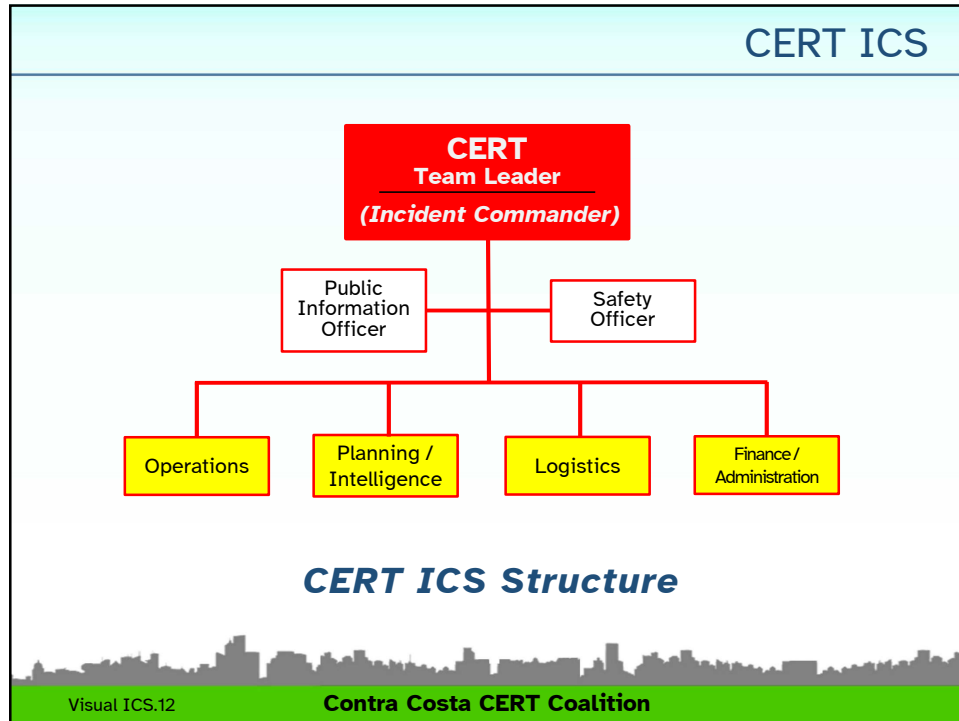 CERT ICS
CERT
Team Leader
(Incident Commander)
Public
Information
Officer
Safety
Officer
Operations
Planning /
Intelligence
Logistics
Finance /
Administration
CERT ICS Structure
Visual ICS.12
Contra Costa CERT Coalition